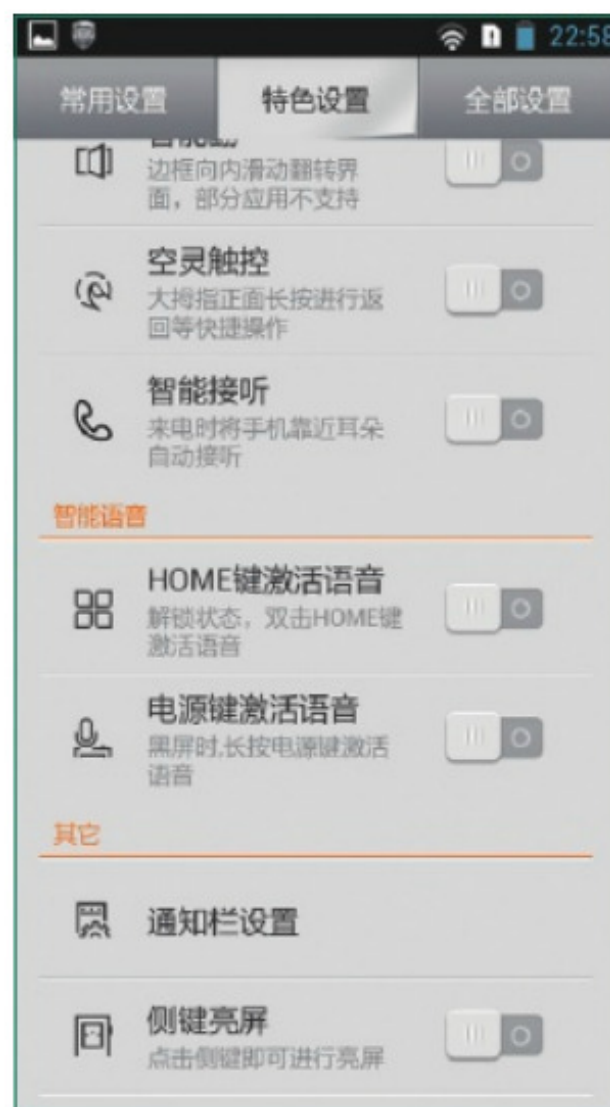 22:58
常用设置 特色设置 全部设置
边框向内滑动翻转界
面，部分应用不支持
空灵触控
大拇指正面长按进行返
回等快捷操作
智能接听
来电时将手机靠近耳朵
自动接听
智能语音
HOME键激活语音
解锁状态，双击HOME键
激活语音
电源键激活语音
黑屏时,长按电源键激活
语音
其它
通知栏设置
侧键亮屏
点击侧键即可进行亮屏